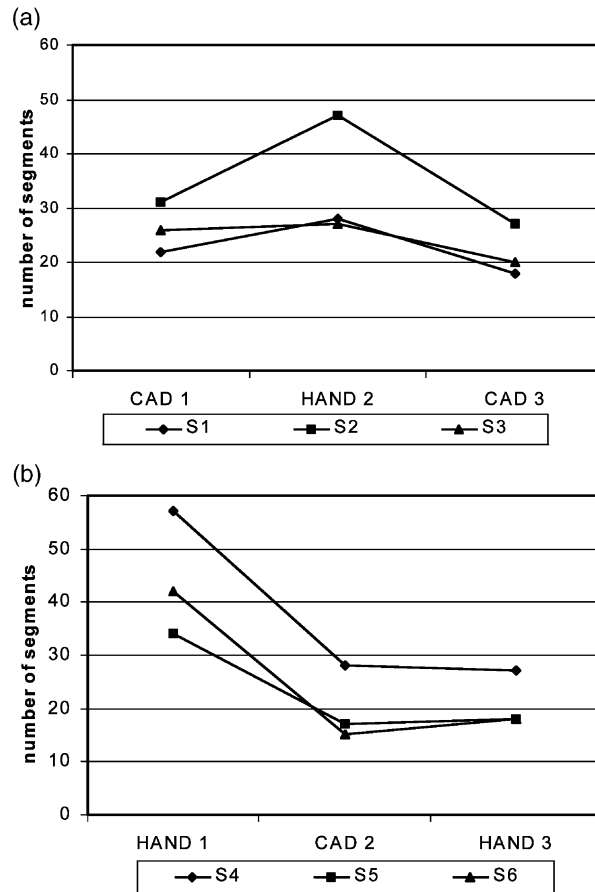 (a)
60
50
40
30
20
10
0
number of segments
CAD 1 HAND 2 CAD 3
S1 S2 S3
(b)
60
50
40
30
20
10
0
number of segments
HAND 1 CAD 2 HAND 3
S4 S5 S6